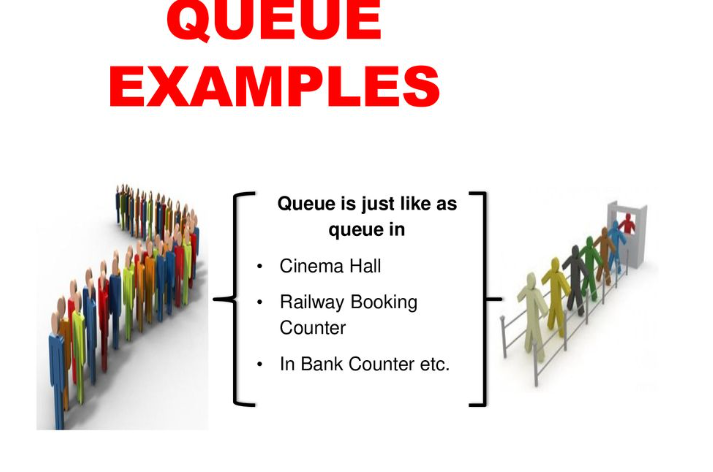 QUEUE
EXAMPLES
Queue is just like as
queue in
• Cinema Hall
• Railway Booking
Counter
• In Bank Counter etc.